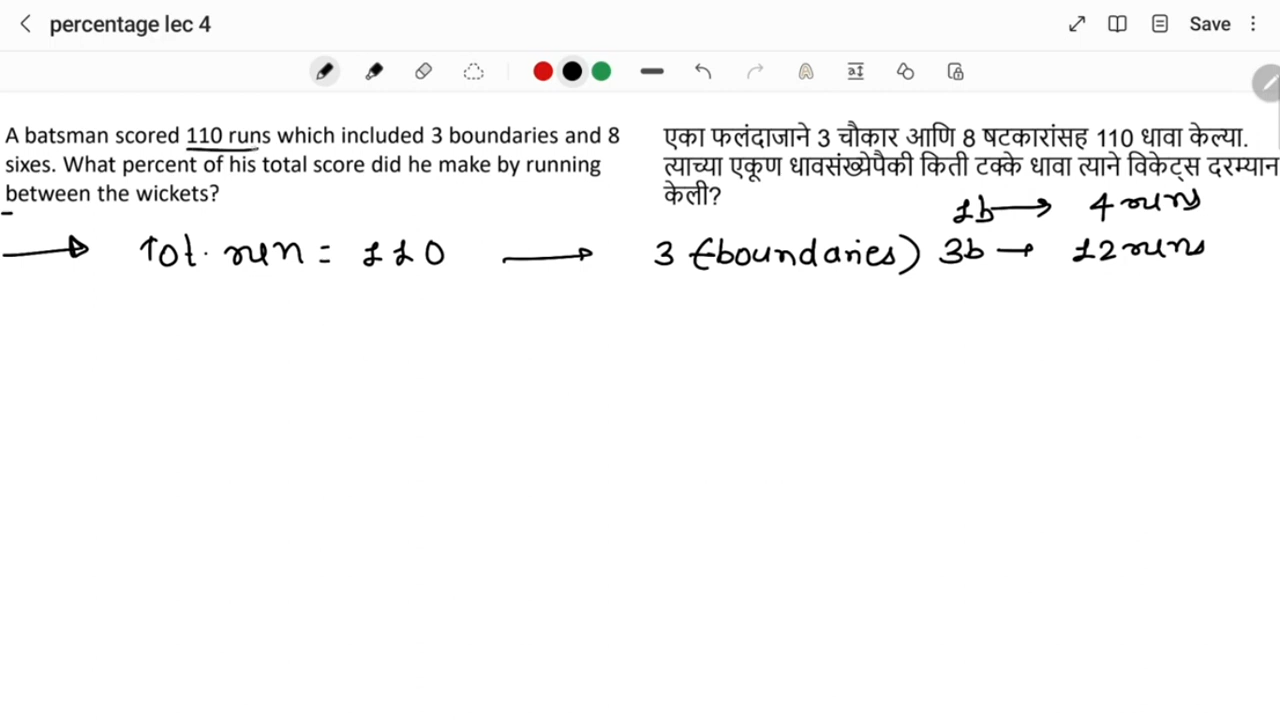 percentage lec 4
Save
A batsman scored 110 runs which included 3 boundaries and 8
sixes. What percent of his total score did he make by running
between the wickets?
एका फलंदाजाने 3 चौकार आणि 8 षटकारांसह 110 धावा केल्या.
त्याच्या एकूण धावसंख्येपैकी किती टक्के धावा त्याने विकेट्स दरम्यान
केली?
1b → 4 runs
→ Tot. run = 110 → 3 (boundaries) 3b → 12 runs